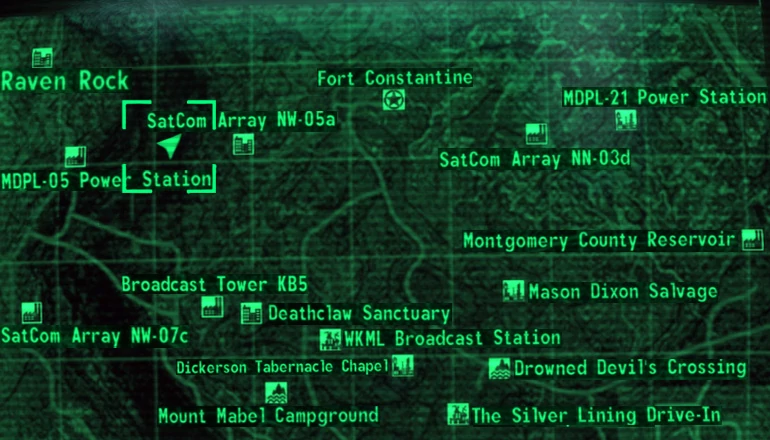 Raven Rock
Fort Constantine
MDPL-21 Power Station
SatCom Array NW-05a
SatCom Array NN-03d
MDPL-05 Power Station
Montgomery County Reservoir
Broadcast Tower KB5
Mason Dixon Salvage
Deathclaw Sanctuary
SatCom Array NW-07c
WKML Broadcast Station
Dickerson Tabernacle Chapel
Drowned Devil's Crossing
Mount Mabel Campground
The Silver Lining Drive-In